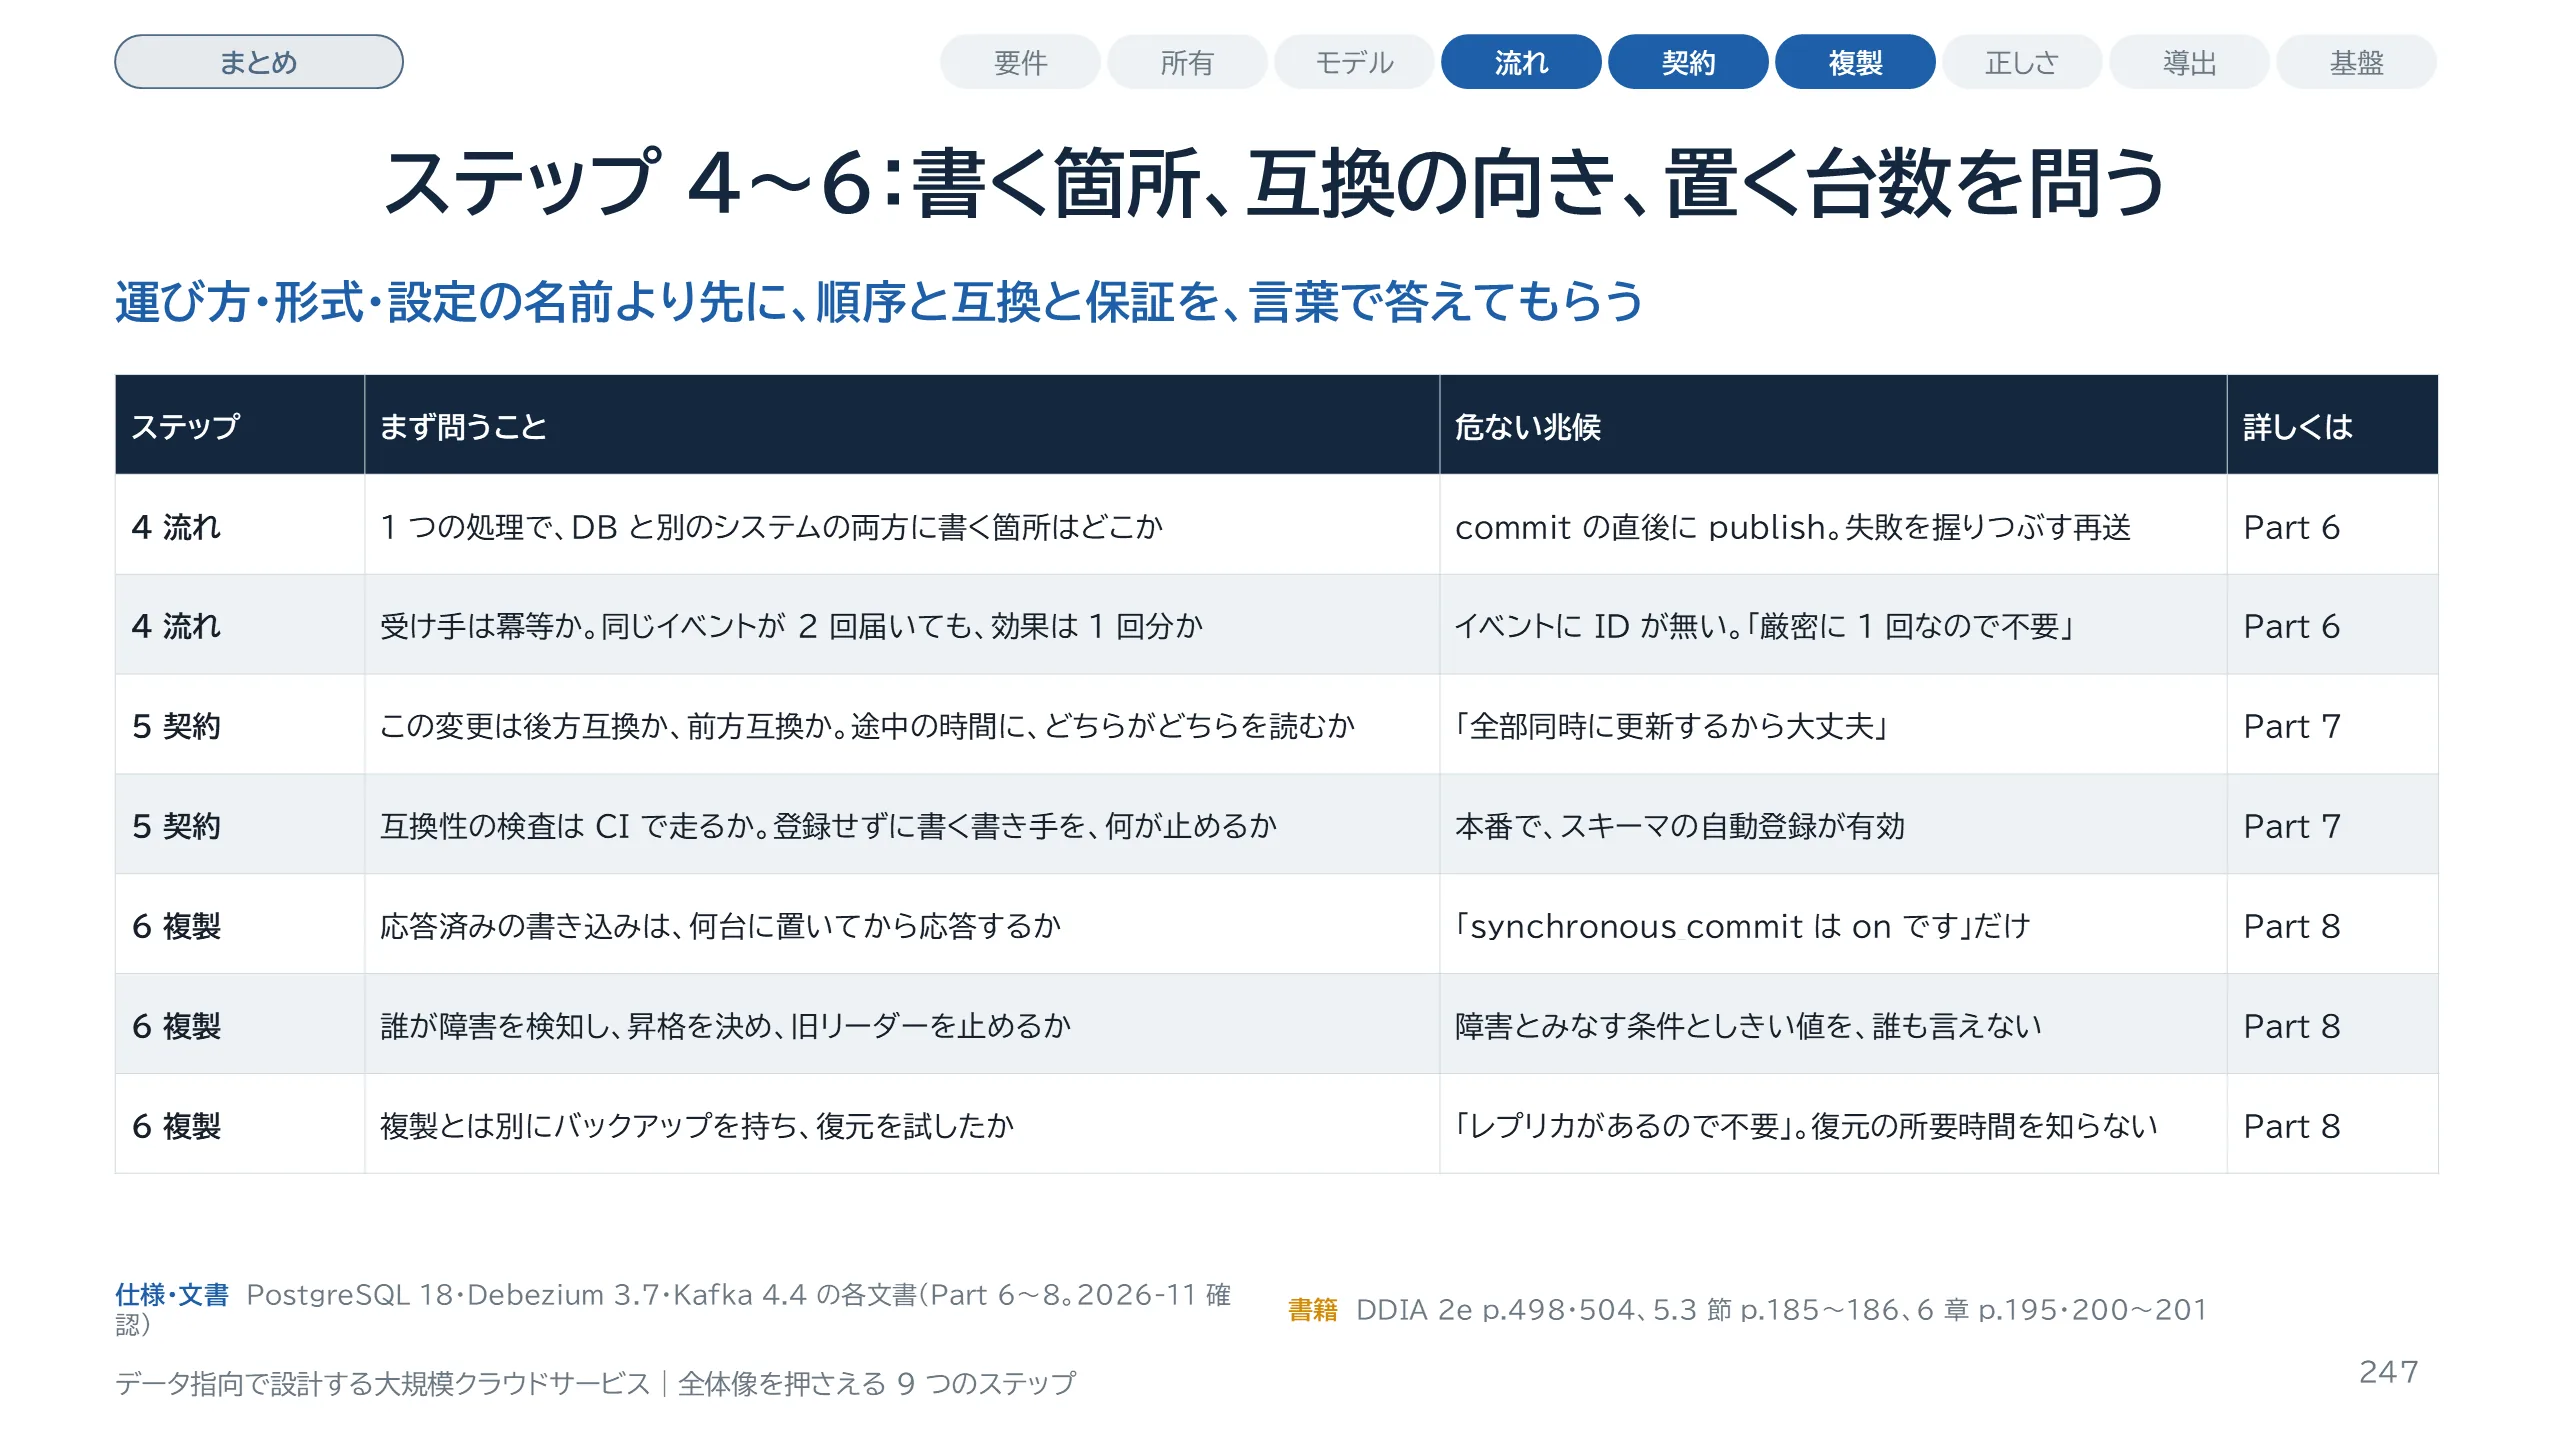 まとめ
要件 所有 モデル 流れ 契約 複製 正しさ 導出 基盤
ステップ 4〜6：書く箇所、互換の向き、置く台数を問う
運び方・形式・設定の名前より先に、順序と互換と保証を、言葉で答えてもらう
ステップ まず問うこと 危ない兆候 詳しくは
4 流れ 1 つの処理で、DB と別のシステムの両方に書く箇所はどこか commit の直後に publish。失敗を握りつぶす再送 Part 6
4 流れ 受け手は冪等か。同じイベントが 2 回届いても、効果は 1 回分か イベントに ID が無い。「厳密に 1 回なので不要」 Part 6
5 契約 この変更は後方互換か、前方互換か。途中の時間に、どちらがどちらを読むか 「全部同時に更新するから大丈夫」 Part 7
5 契約 互換性の検査は CI で走るか。登録せずに書く書き手を、何が止めるか 本番で、スキーマの自動登録が有効 Part 7
6 複製 応答済みの書き込みは、何台に置いてから応答するか 「synchronous_commit は on です」だけ Part 8
6 複製 誰が障害を検知し、昇格を決め、旧リーダーを止めるか 障害とみなす条件としきい値を、誰も言えない Part 8
6 複製 複製とは別にバックアップを持ち、復元を試したか 「レプリカがあるので不要」。復元の所要時間を知らない Part 8
仕様・文書 PostgreSQL 18・Debezium 3.7・Kafka 4.4 の各文書（Part 6〜8。2026-11 確
認）
書籍 DDIA 2e p.498・504、5.3 節 p.185〜186、6 章 p.195・200〜201
データ指向で設計する大規模クラウドサービス｜全体像を押さえる 9 つのステップ
247